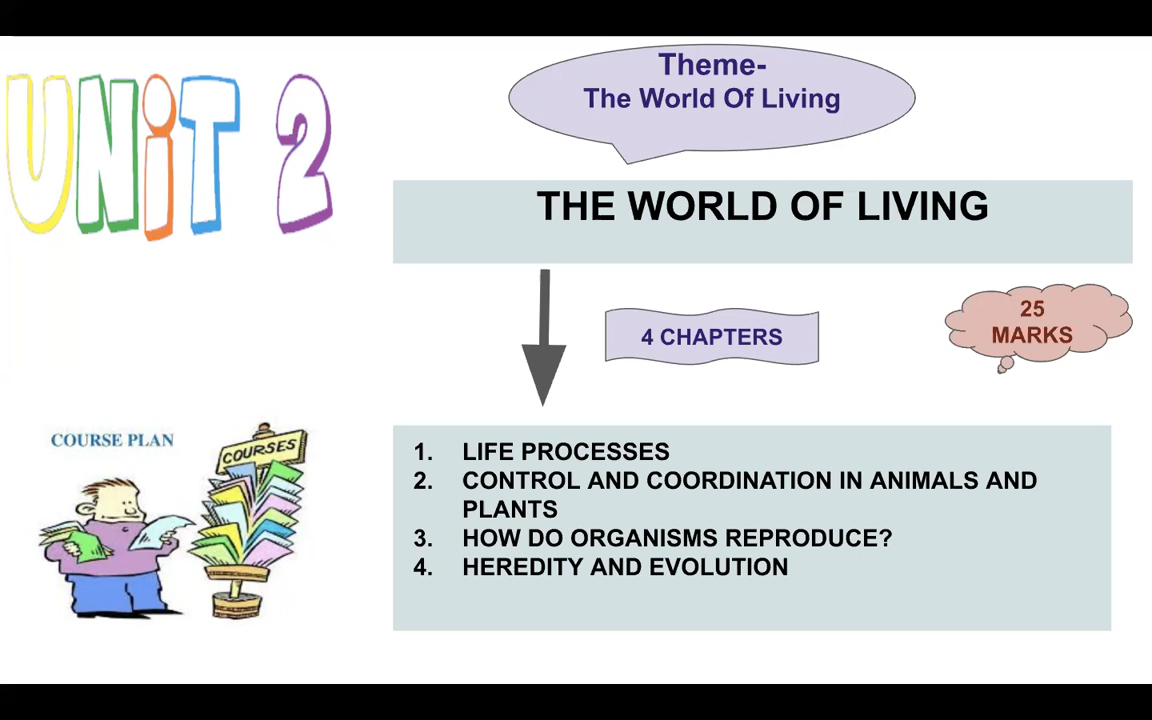 UNiT 2
Theme-
The World Of Living
THE WORLD OF LIVING
4 CHAPTERS
25
MARKS
COURSE PLAN
COURSES
1. LIFE PROCESSES
2. CONTROL AND COORDINATION IN ANIMALS AND
PLANTS
3. HOW DO ORGANISMS REPRODUCE?
4. HEREDITY AND EVOLUTION